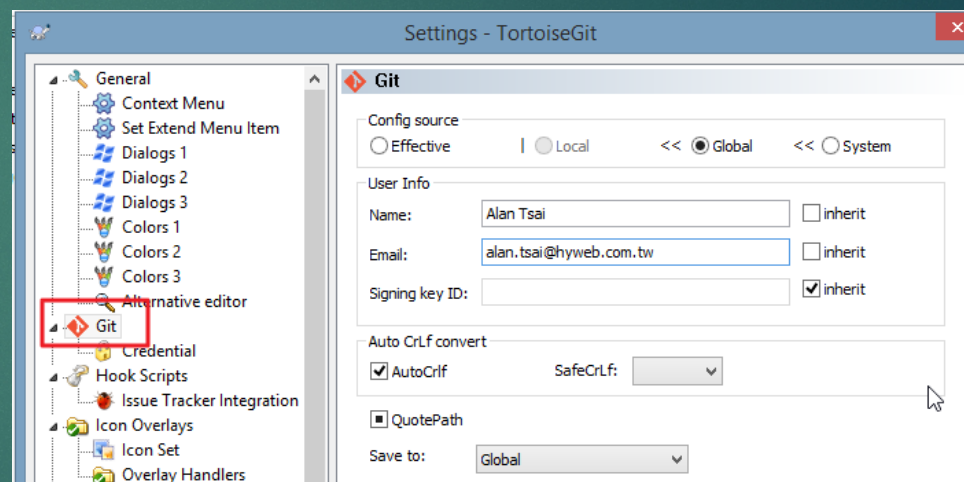 Settings - TortoiseGit
General
Context Menu
Set Extend Menu Item
Dialogs 1
Dialogs 2
Dialogs 3
Colors 1
Colors 2
Colors 3
Alternative editor
Git
Credential
Hook Scripts
Issue Tracker Integration
Icon Overlays
Icon Set
Overlay Handlers
Git
Config source
Effective | Local << Global << System
User Info
Name: Alan Tsai inherit
Email: alan.tsai@hyweb.com.tw inherit
Signing key ID: inherit
Auto CrLf convert
AutoCrlf SafeCrLf:
QuotePath
Save to: Global